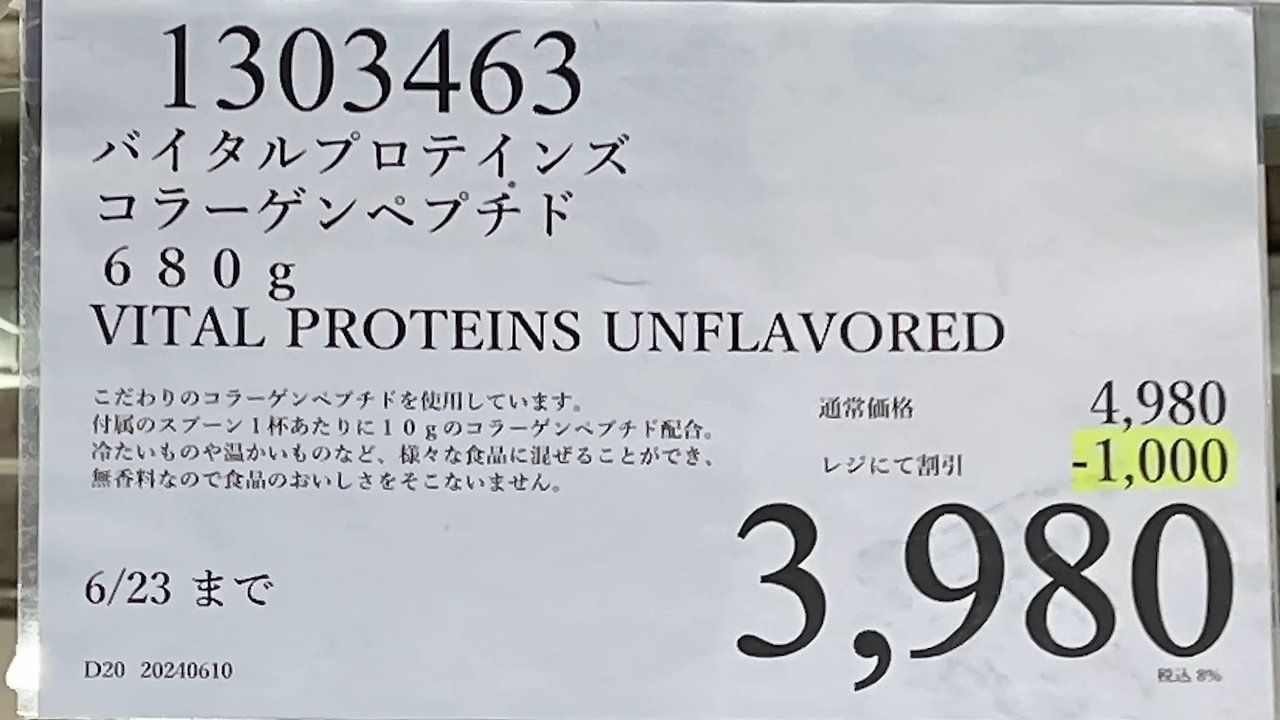 1303463
バイタルプロテインズ
コラーゲンペプチド
６８０ｇ
VITAL PROTEINS UNFLAVORED
こだわりのコラーゲンペプチドを使用しています。
付属のスプーン１杯あたりに１０ｇのコラーゲンペプチド配合。
冷たいものや温かいものなど、様々な食品に混ぜることができ、
無香料なので食品のおいしさをそこないません。
通常価格 4,980
レジにて割引 -1,000
3,980
税込 8%
6/23 まで
D20 20240610